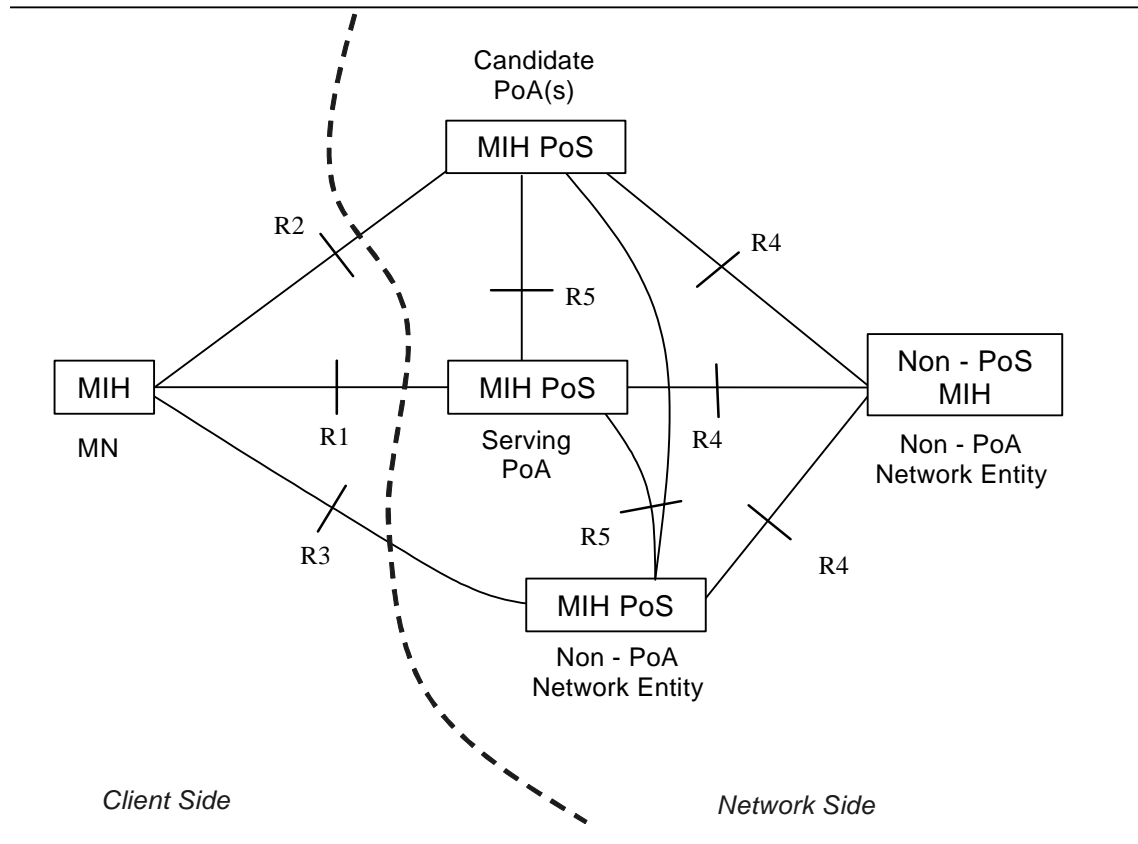 Candidate
PoA(s)
MIH PoS
R2
R4
R5
MIH
MN
R1
MIH PoS
Serving
PoA
R4
Non - PoS
MIH
Non - PoA
Network Entity
R3
R5
R4
MIH PoS
Non - PoA
Network Entity
Client Side
Network Side